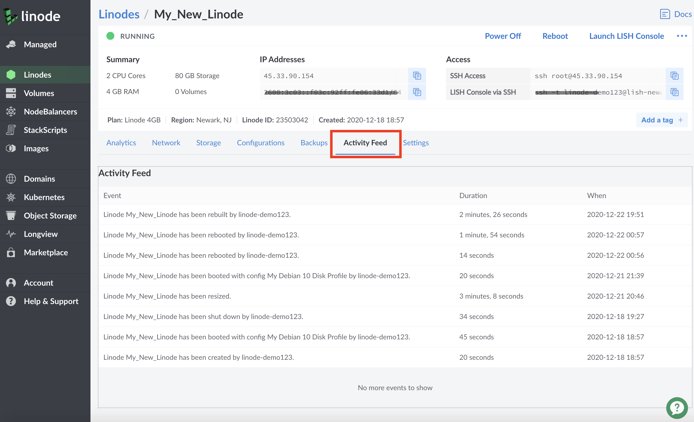 linode
Linodes / My_New_Linode
Docs
Managed
Linodes
Volumes
NodeBalancers
StackScripts
Images
Domains
Kubernetes
Object Storage
Longview
Marketplace
Account
Help & Support
RUNNING
Power Off Reboot Launch LISH Console
Summary
2 CPU Cores 80 GB Storage
4 GB RAM 0 Volumes
IP Addresses
45.33.90.154
Access
SSH Access ssh root@45.33.90.154
LISH Console via SSH
Plan: Linode 4GB Region: Newark, NJ Linode ID: 23503042 Created: 2020-12-18 18:57
Add a tag +
Analytics Network Storage Configurations Backups Activity Feed Settings
Activity Feed
Event Duration When
Linode My_New_Linode has been rebuilt by linode-demo123. 2 minutes, 26 seconds 2020-12-22 19:51
Linode My_New_Linode has been rebooted by linode-demo123. 1 minute, 54 seconds 2020-12-22 00:57
Linode My_New_Linode has been rebooted by linode-demo123. 14 seconds 2020-12-22 00:56
Linode My_New_Linode has been booted with config My Debian 10 Disk Profile by linode-demo123. 20 seconds 2020-12-21 21:39
Linode My_New_Linode has been resized. 3 minutes, 8 seconds 2020-12-21 20:46
Linode My_New_Linode has been shut down by linode-demo123. 34 seconds 2020-12-18 19:27
Linode My_New_Linode has been booted with config My Debian 10 Disk Profile by linode-demo123. 45 seconds 2020-12-18 18:57
Linode My_New_Linode has been created by linode-demo123. 20 seconds 2020-12-18 18:57
No more events to show